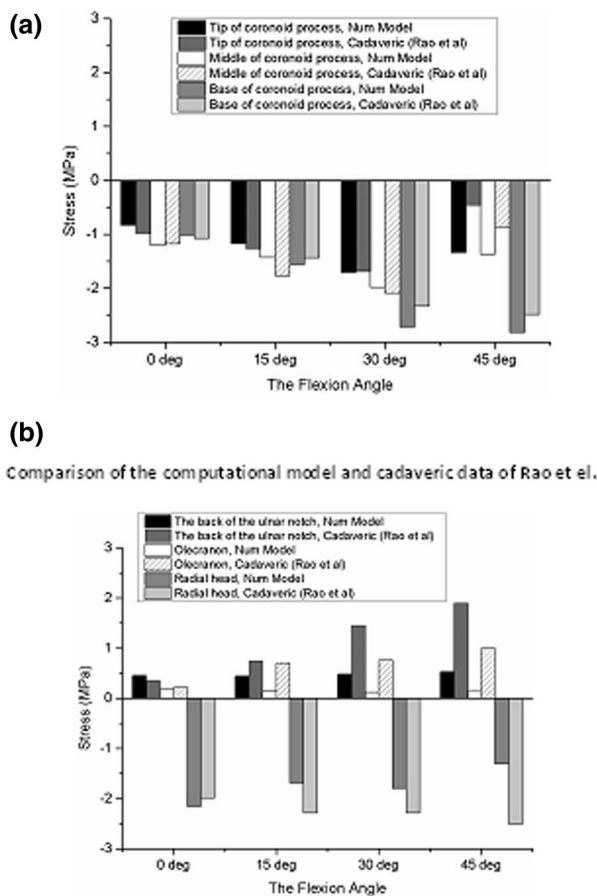 (a)
Tip of coronoid process, Num Model
Tip of coronoid process, Cadaveric (Rao et al)
Middle of coronoid process, Num Model
Middle of coronoid process, Cadaveric (Rao et al)
Base of coronoid process, Num Model
Base of coronoid process, Cadaveric (Rao et al)
Stress (MPa)
3
2
1
0
-1
-2
-3
0 deg 15 deg 30 deg 45 deg
The Flexion Angle
(b)
Comparison of the computational model and cadaveric data of Rao et el.
The back of the ulnar notch, Num Model
The back of the ulnar notch, Cadaveric (Rao et al)
Olecranon, Num Model
Olecranon, Cadaveric (Rao et al)
Radial head, Num Model
Radial head, Cadaveric (Rao et al)
Stress (MPa)
3
2
1
0
-1
-2
-3
0 deg 15 deg 30 deg 45 deg
The Flexion Angle